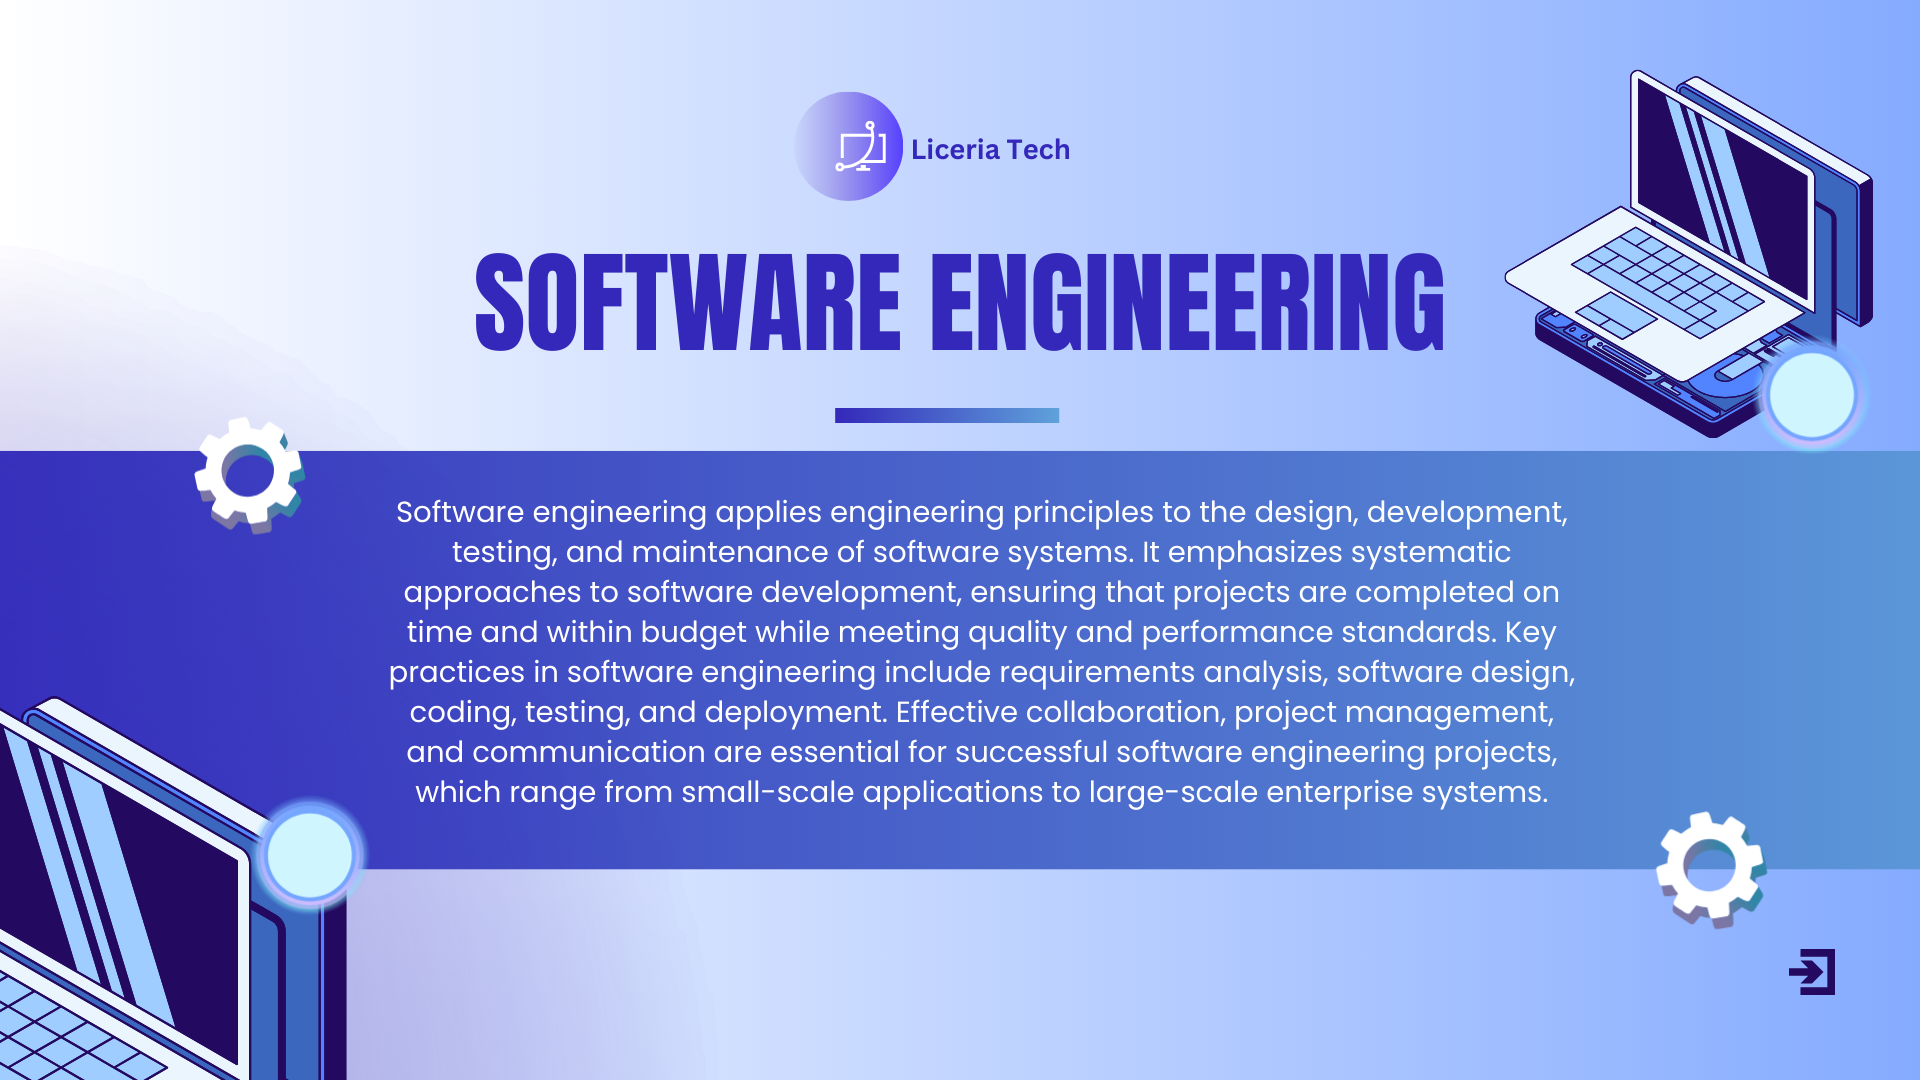 Liceria Tech
SOFTWARE ENGINEERING
Software engineering applies engineering principles to the design, development,
testing, and maintenance of software systems. It emphasizes systematic
approaches to software development, ensuring that projects are completed on
time and within budget while meeting quality and performance standards. Key
practices in software engineering include requirements analysis, software design,
coding, testing, and deployment. Effective collaboration, project management,
and communication are essential for successful software engineering projects,
which range from small-scale applications to large-scale enterprise systems.